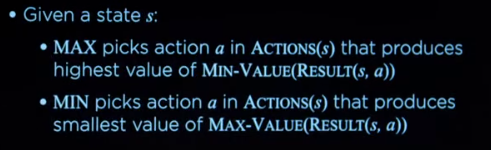 • Given a state s:
• MAX picks action a in ACTIONS(s) that produces
highest value of MIN-VALUE(RESULT(s, a))
• MIN picks action a in ACTIONS(s) that produces
smallest value of MAX-VALUE(RESULT(s, a))